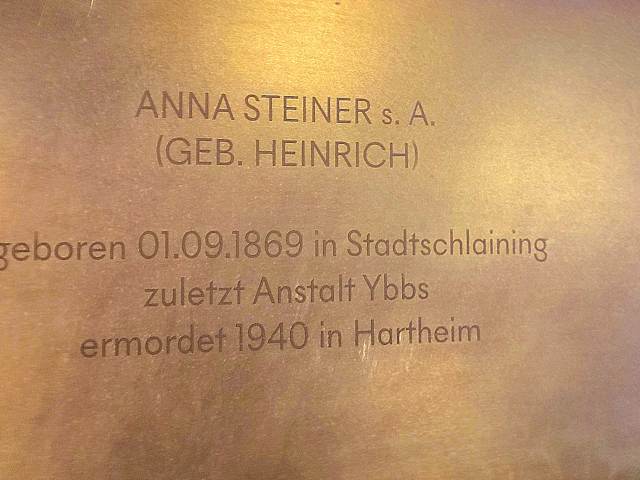 ANNA STEINER s. A.
(GEB. HEINRICH)
geboren 01.09.1869 in Stadtschlaining
zuletzt Anstalt Ybbs
ermordet 1940 in Hartheim